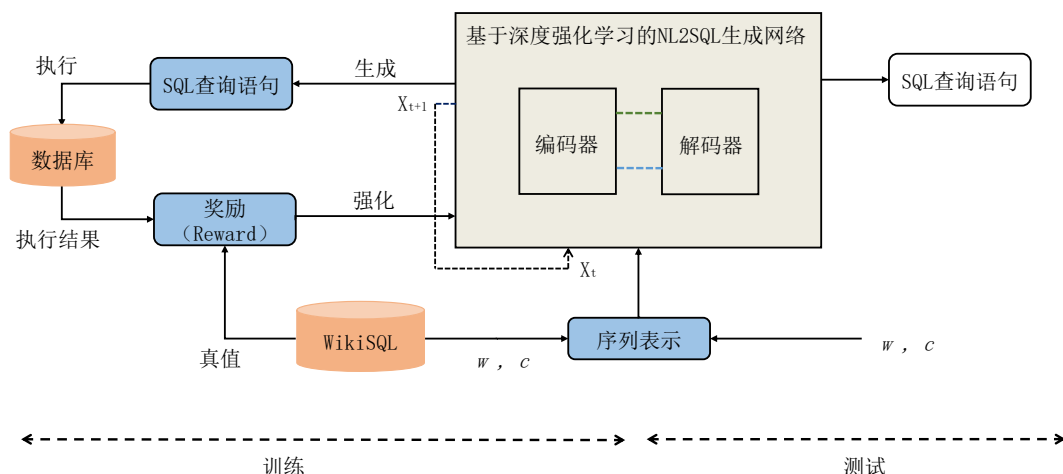 基于深度强化学习的NL2SQL生成网络
执行
SQL查询语句
生成
SQL查询语句
X_{t+1}
编码器
解码器
数据库
奖励
（Reward）
强化
执行结果
X_t
WikiSQL
序列表示
真值
w , c
w , c
训练
测试